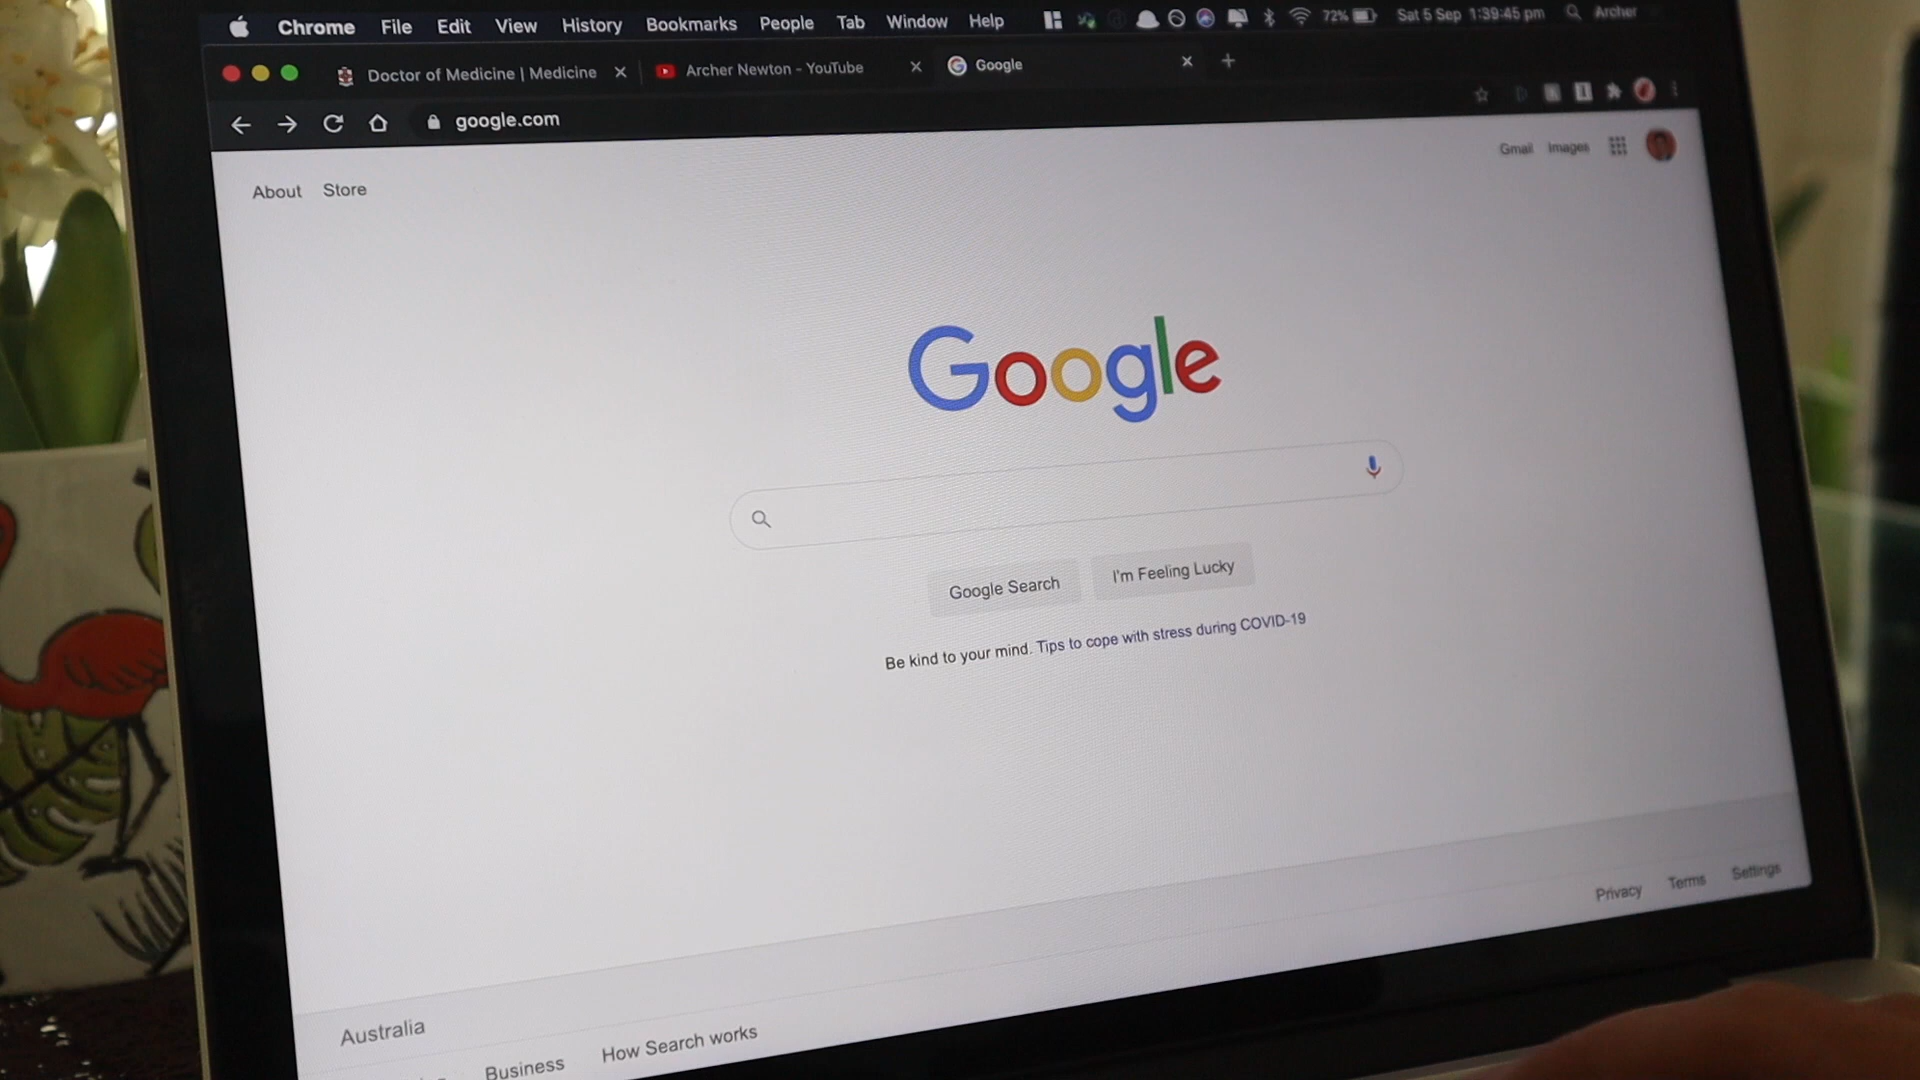 Chrome File Edit View History Bookmarks People Tab Window Help 72% Sat 5 Sep 1:39:45 pm Archer
Doctor of Medicine | Medicine Archer Newton - YouTube Google
google.com
About Store Gmail Images
Google
Google Search I'm Feeling Lucky
Be kind to your mind. Tips to cope with stress during COVID-19
Privacy Terms Settings
Australia
Business How Search works